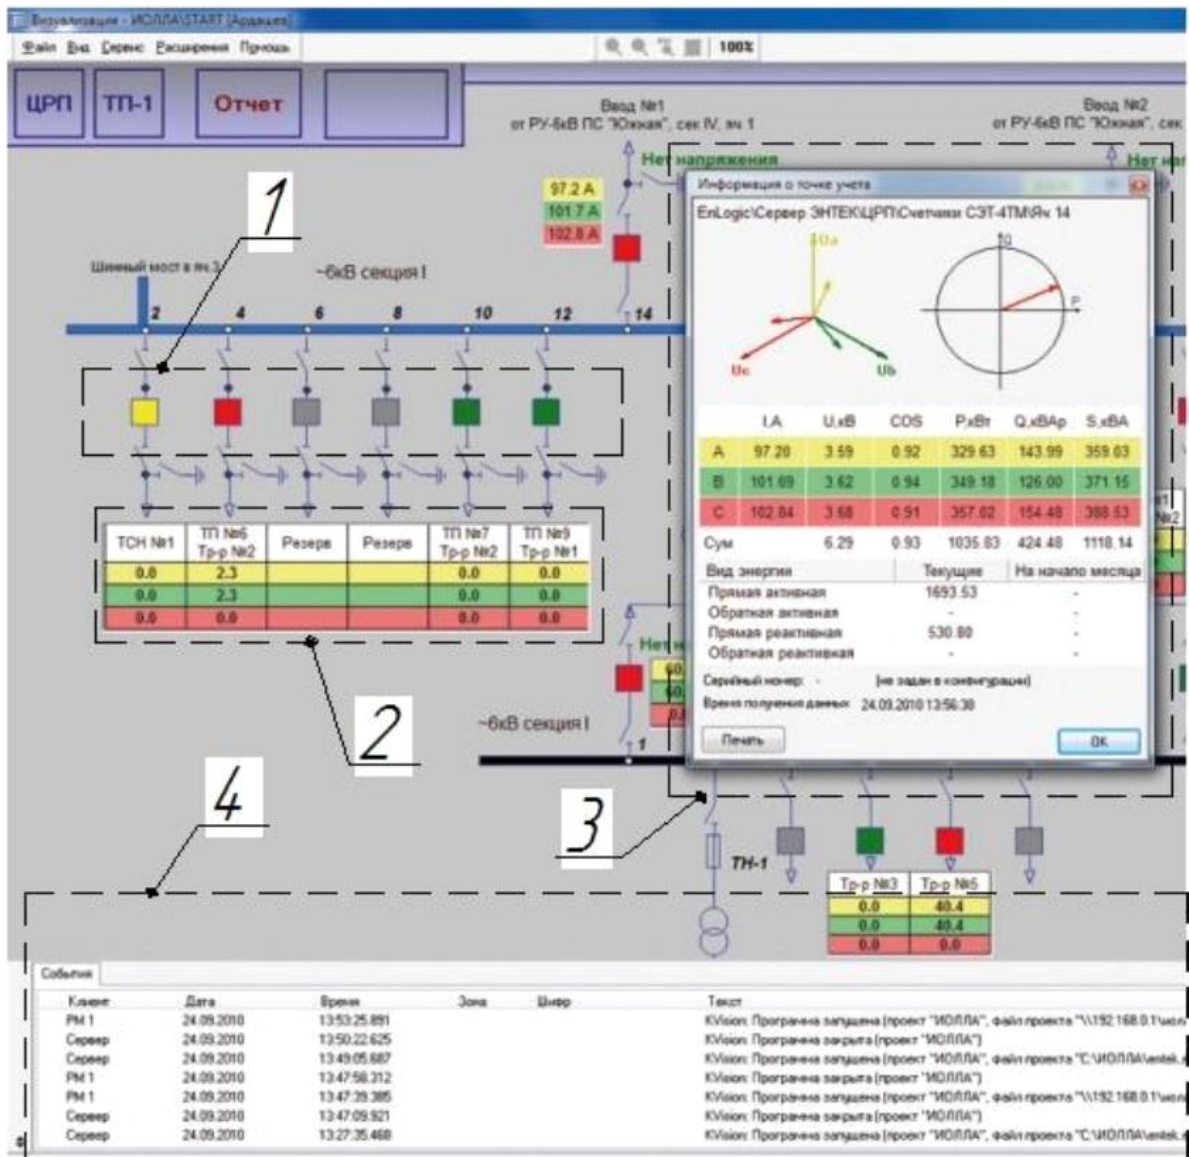 Визуализация - ИОЛЛА\START (Ардашев)
Файл Вид Сервис Расширения Помощь
100%
ЦРП ТП-1 Отчет
Ввод №1
от РУ-6кВ ПС "Южная", сек IV, яч 1
Ввод №2
от РУ-6кВ ПС "Южная", сек
Нет напряжения
Нет
97.2 А
101.7 А
102.8 А
1
Шинный мост в яч.3
~6кВ секция I
2 4 6 8 10 12 14
ТСН №1 ТП №6 Тр-р №2 Резерв Резерв ТП №7 Тр-р №2 ТП №9 Тр-р №1
0.0 2.3 0.0 0.0
0.0 2.3 0.0 0.0
0.0 0.0 0.0 0.0
2
Информация о точке учета
EnLogic\Сервер ЭНТЕК\ЦРП\Счетчики СЭТ-4ТМ\Яч 14
Ua
Uc
Ub
Q
P
I,А U,кВ COS P,кВт Q,кВАр S,кВА
A 97.20 3.59 0.92 329.63 143.99 359.03
B 101.69 3.62 0.94 349.18 126.00 371.15
C 102.84 3.68 0.91 357.02 154.48 388.53
Сум 6.29 0.93 1035.83 424.48 1118.14
Вид энергии Текущие На начало месяца
Прямая активная 1693.53 -
Обратная активная - -
Прямая реактивная 530.80 -
Обратная реактивная - -
Серийный номер: - (не задан в конфигурации)
Время получения данных: 24.09.2010 13:56:38
Печать OK
Нет
~6кВ секция I
1
3
4
ТН-1
Тр-р №3 Тр-р №5
0.0 40.4
0.0 40.4
0.0 0.0
События
Клиент Дата Время Зона Шифр Текст
РМ 1 24.09.2010 13:53:25.891 KVision: Программа запущена (проект "ИОЛЛА", файл проекта "\\192.168.0.1\иол
Сервер 24.09.2010 13:50:22.625 KVision: Программа закрыта (проект "ИОЛЛА")
Сервер 24.09.2010 13:49:05.687 KVision: Программа запущена (проект "ИОЛЛА", файл проекта "C:\ИОЛЛА\entek.
РМ 1 24.09.2010 13:47:58.312 KVision: Программа закрыта (проект "ИОЛЛА")
РМ 1 24.09.2010 13:47:39.385 KVision: Программа запущена (проект "ИОЛЛА", файл проекта "\\192.168.0.1\иол
Сервер 24.09.2010 13:47:09.921 KVision: Программа закрыта (проект "ИОЛЛА")
Сервер 24.09.2010 13:27:35.468 KVision: Программа запущена (проект "ИОЛЛА", файл проекта "C:\ИОЛЛА\entek.